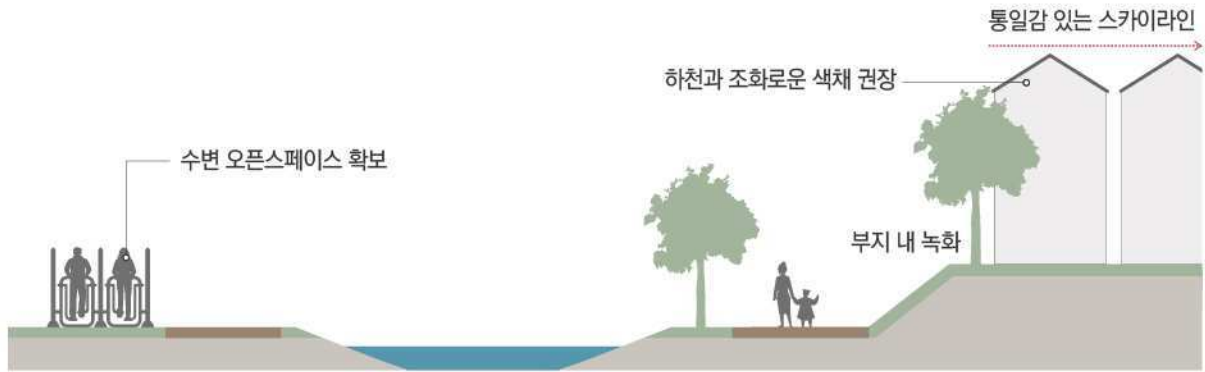 통일감 있는 스카이라인
하천과 조화로운 색채 권장
수변 오픈스페이스 확보
부지 내 녹화